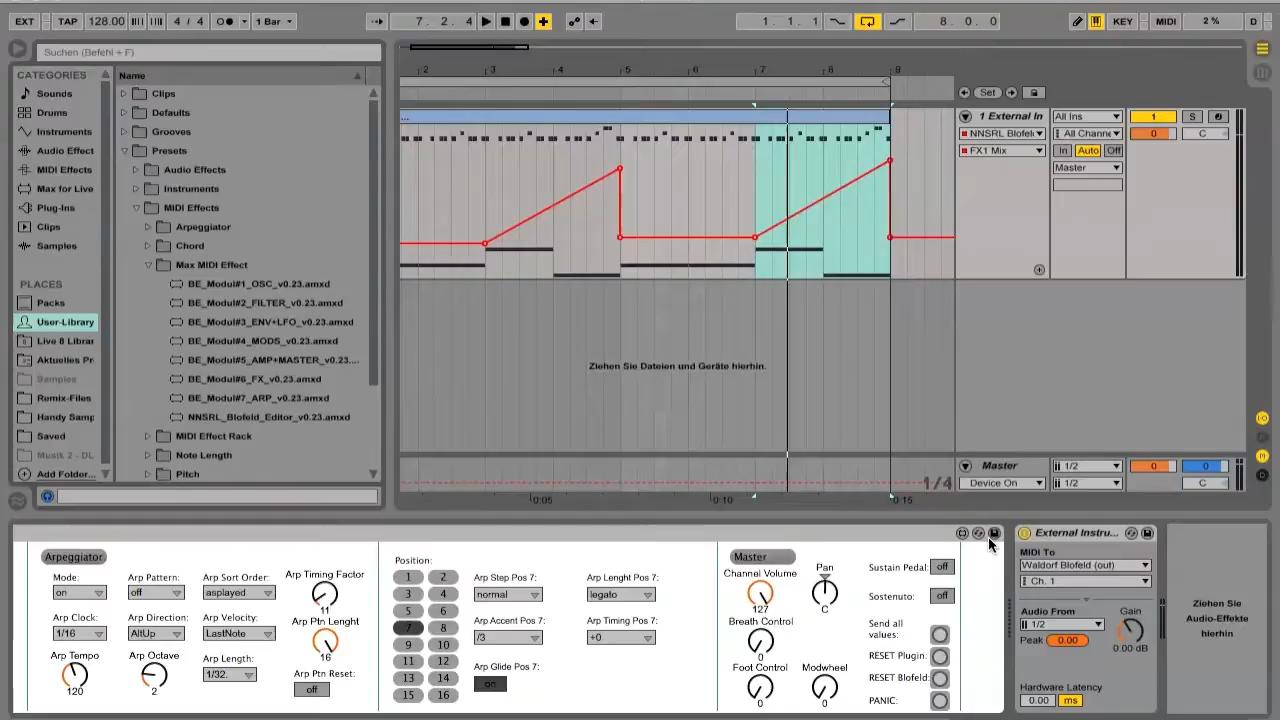 EXT TAP 128.00 4 / 4 1 Bar 7. 2. 4 1. 1. 1 8. 0. 0 KEY MIDI 2 % D
Suchen (Befehl + F)
CATEGORIES
Sounds
Drums
Instruments
Audio Effect
MIDI Effects
Max for Live
Plug-Ins
Clips
Samples
PLACES
Packs
User-Library
Live 8 Librar
Aktuelles Pr
Samples
Remix-Files
Handy Samp
Saved
Musik 2 - DL
Add Folder...
Name
Clips
Defaults
Grooves
Presets
Audio Effects
Instruments
MIDI Effects
Arpeggiator
Chord
Max MIDI Effect
BE_Modul#1_OSC_v0.23.amxd
BE_Modul#2_FILTER_v0.23.amxd
BE_Modul#3_ENV+LFO_v0.23.amxd
BE_Modul#4_MODS_v0.23.amxd
BE_Modul#5_AMP+MASTER_v0.23....
BE_Modul#6_FX_v0.23.amxd
BE_Modul#7_ARP_v0.23.amxd
NNSRL_Blofeld_Editor_v0.23.amxd
MIDI Effect Rack
Note Length
Pitch
2 3 4 5 6 7 8 9
...
Ziehen Sie Dateien und Geräte hierhin.
1/4
0:05 0:10 0:15
Set
1 External In All Ins 1 S
NNSRL Blofel All Channe 0 C
FX1 Mix In Auto Off
Master
Master 1/2 0 0
Device On 1/2 C
Arpeggiator
Mode: Arp Pattern: Arp Sort Order: Arp Timing Factor
on off asplayed 11
Arp Clock: Arp Direction: Arp Velocity: Arp Ptn Lenght
1/16 AltUp LastNote 16
Arp Tempo Arp Octave Arp Length: Arp Ptn Reset:
120 2 1/32. off
Position:
1 2
3 4
5 6
7 8
9 10
11 12
13 14
15 16
Arp Step Pos 7: Arp Lenght Pos 7:
normal legato
Arp Accent Pos 7: Arp Timing Pos 7:
/3 +0
Arp Glide Pos 7:
on
Master
Channel Volume Pan
127 C
Breath Control
0
Foot Control Modwheel
0 0
Sustain Pedal: off
Sostenuto: off
Send all
values:
RESET Plugin:
RESET Blofeld:
PANIC:
External Instru...
MIDI To
Waldorf Blofeld (out)
Ch. 1
Audio From Gain
1/2
Peak 0.00 0.00 dB
Hardware Latency
0.00 ms
Ziehen Sie
Audio-Effekte
hierhin